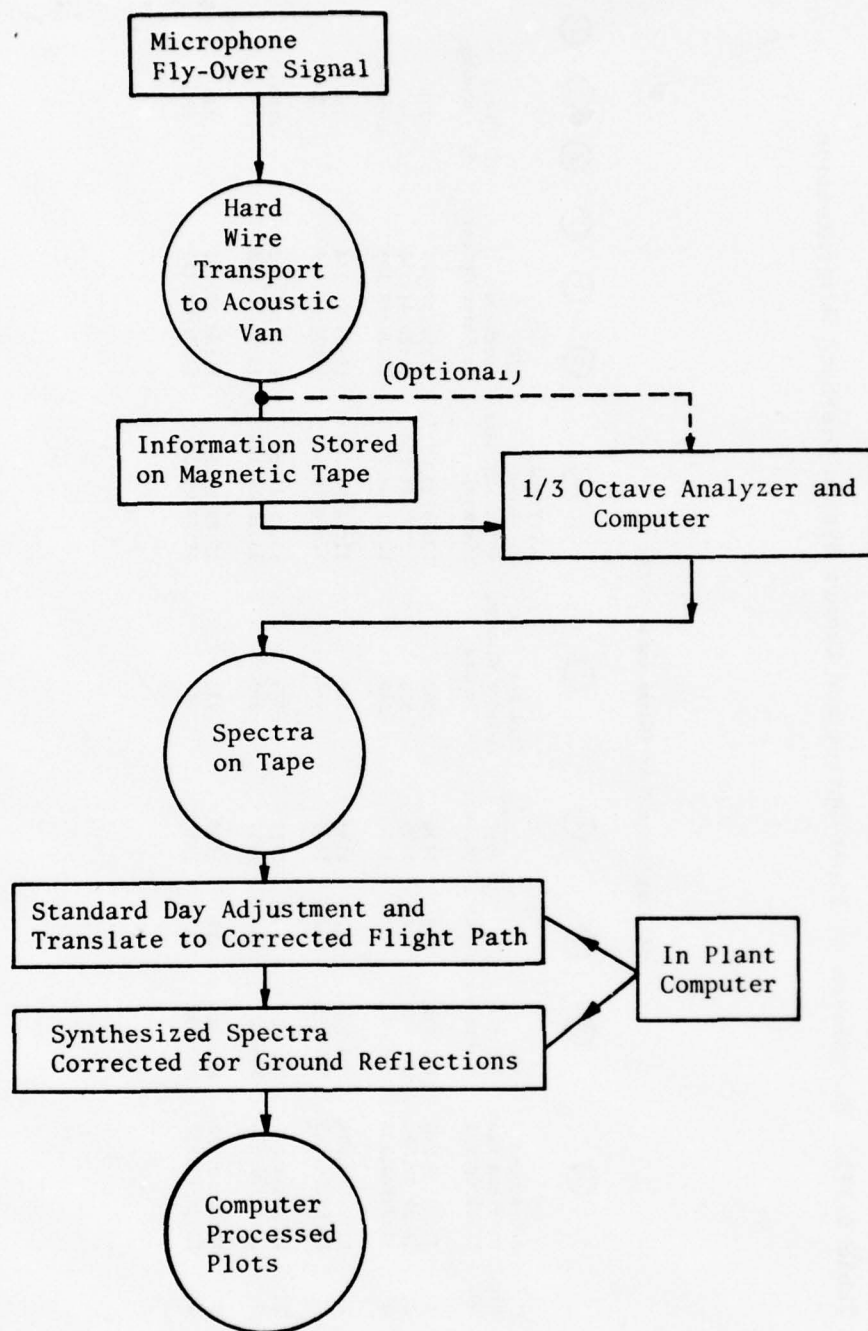 Microphone
Fly-Over Signal
Hard
Wire
Transport
to Acoustic
Van
(Optional)
Information Stored
on Magnetic Tape
1/3 Octave Analyzer and
Computer
Spectra
on Tape
Standard Day Adjustment and
Translate to Corrected Flight Path
In Plant
Computer
Synthesized Spectra
Corrected for Ground Reflections
Computer
Processed
Plots